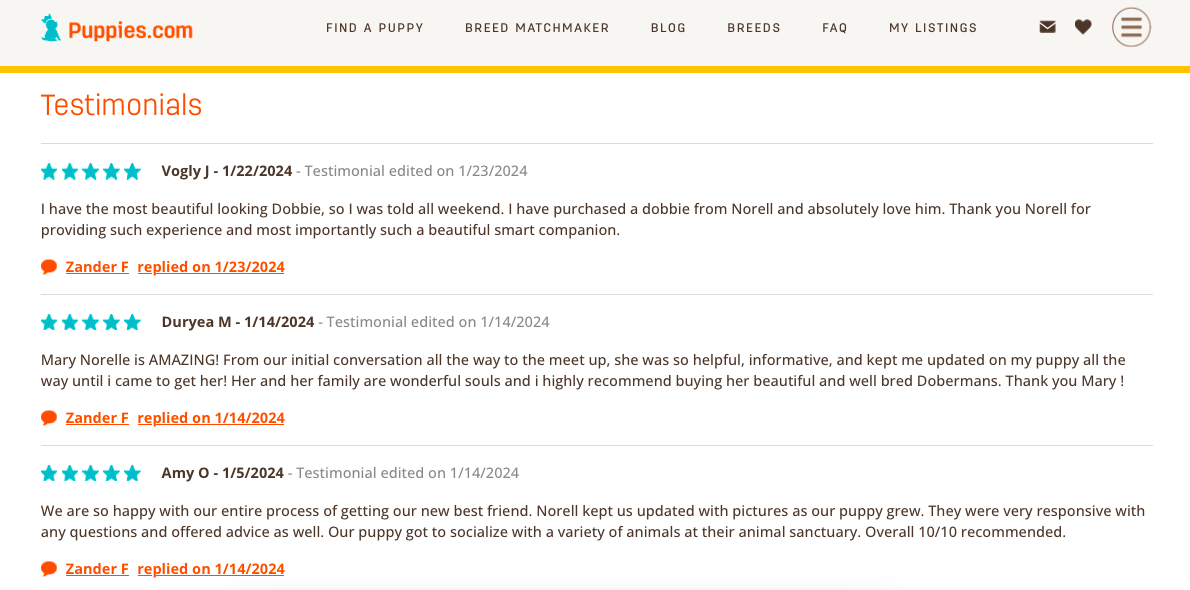 Puppies.com
FIND A PUPPY BREED MATCHMAKER BLOG BREEDS FAQ MY LISTINGS
Testimonials
Vogly J - 1/22/2024 - Testimonial edited on 1/23/2024
I have the most beautiful looking Dobbie, so I was told all weekend. I have purchased a dobbie from Norell and absolutely love him. Thank you Norell for
providing such experience and most importantly such a beautiful smart companion.
Zander F replied on 1/23/2024
Duryea M - 1/14/2024 - Testimonial edited on 1/14/2024
Mary Norelle is AMAZING! From our initial conversation all the way to the meet up, she was so helpful, informative, and kept me updated on my puppy all the
way until i came to get her! Her and her family are wonderful souls and i highly recommend buying her beautiful and well bred Dobermans. Thank you Mary !
Zander F replied on 1/14/2024
Amy O - 1/5/2024 - Testimonial edited on 1/14/2024
We are so happy with our entire process of getting our new best friend. Norell kept us updated with pictures as our puppy grew. They were very responsive with
any questions and offered advice as well. Our puppy got to socialize with a variety of animals at their animal sanctuary. Overall 10/10 recommended.
Zander F replied on 1/14/2024